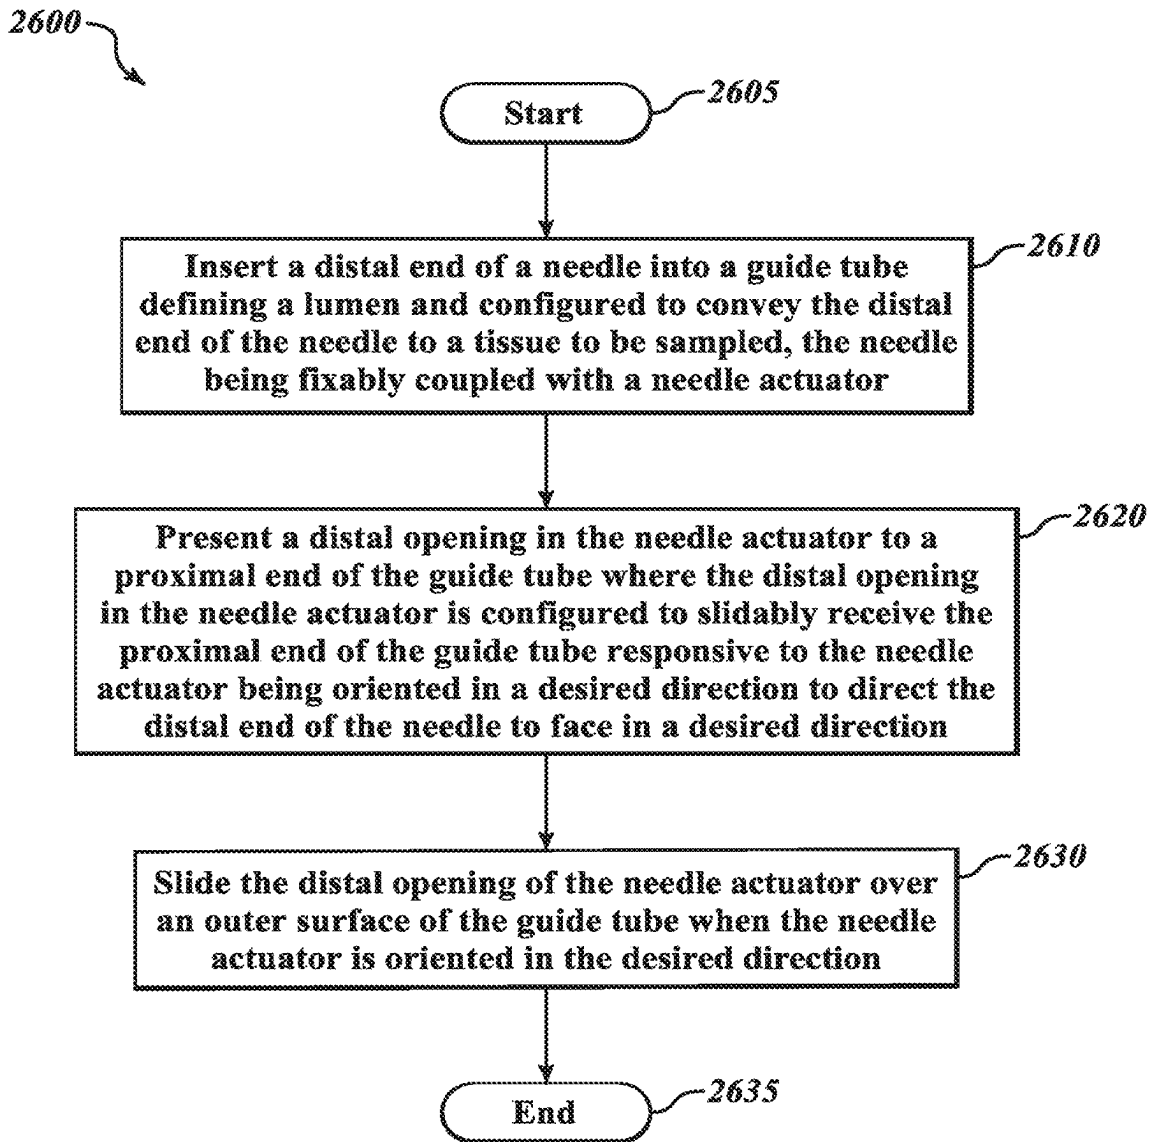 2600
Start
2605
2610
Insert a distal end of a needle into a guide tube
defining a lumen and configured to convey the distal
end of the needle to a tissue to be sampled, the needle
being fixably coupled with a needle actuator
2620
Present a distal opening in the needle actuator to a
proximal end of the guide tube where the distal opening
in the needle actuator is configured to slidably receive the
proximal end of the guide tube responsive to the needle
actuator being oriented in a desired direction to direct the
distal end of the needle to face in a desired direction
2630
Slide the distal opening of the needle actuator over
an outer surface of the guide tube when the needle
actuator is oriented in the desired direction
End
2635